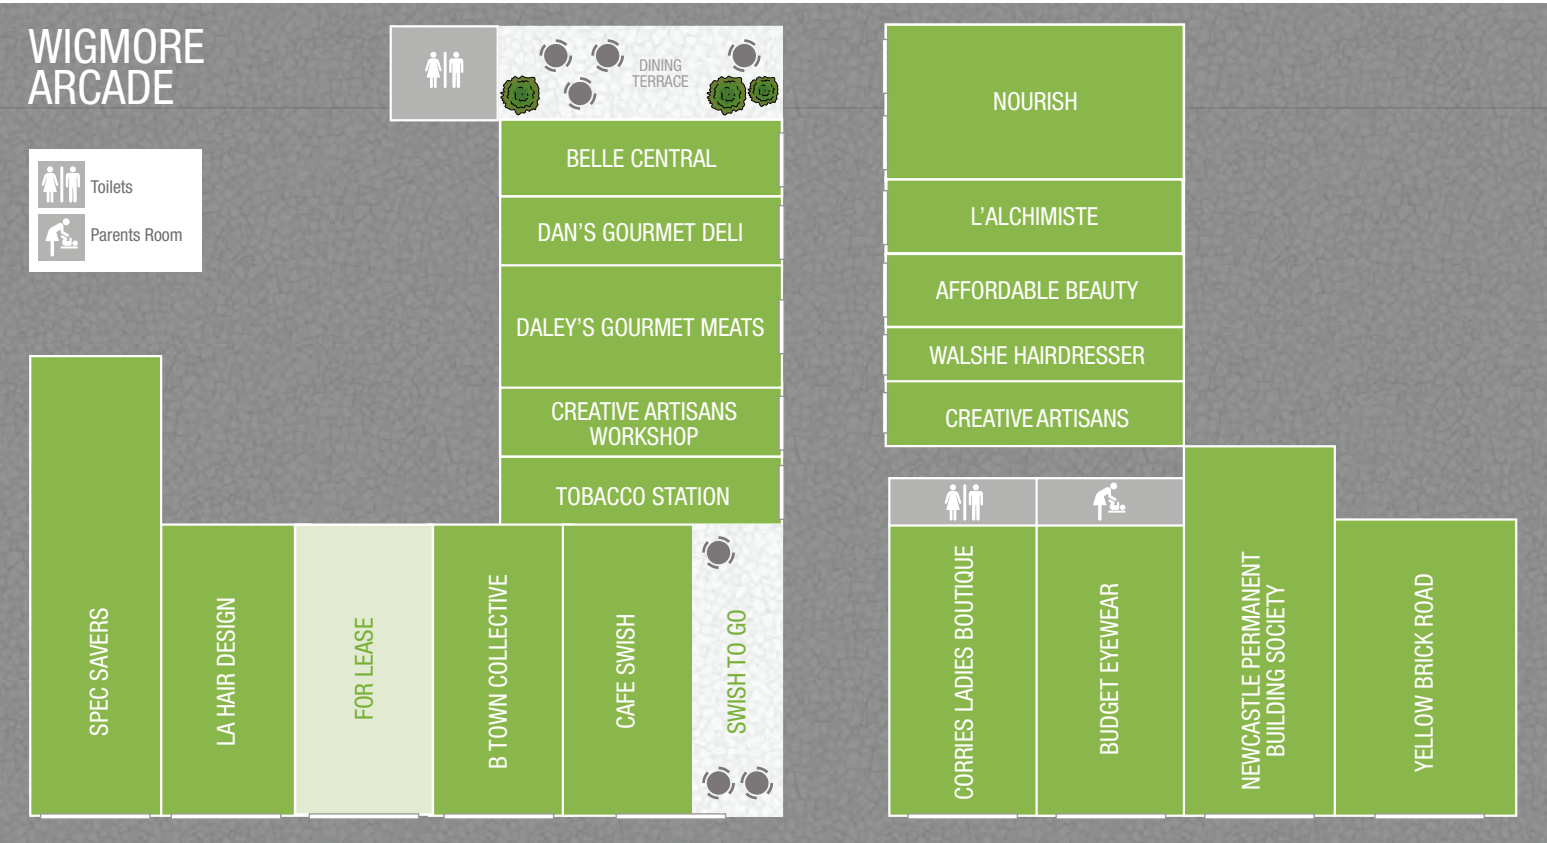 WIGMORE
ARCADE
Toilets
Parents Room
DINING
TERRACE
BELLE CENTRAL
DAN'S GOURMET DELI
DALEY'S GOURMET MEATS
CREATIVE ARTISANS
WORKSHOP
TOBACCO STATION
NOURISH
L'ALCHIMISTE
AFFORDABLE BEAUTY
WALSHE HAIRDRESSER
CREATIVE ARTISANS
SPEC SAVERS
LA HAIR DESIGN
FOR LEASE
B TOWN COLLECTIVE
CAFE SWISH
SWISH TO GO
CORRIES LADIES BOUTIQUE
BUDGET EYEWEAR
NEWCASTLE PERMANENT
BUILDING SOCIETY
YELLOW BRICK ROAD